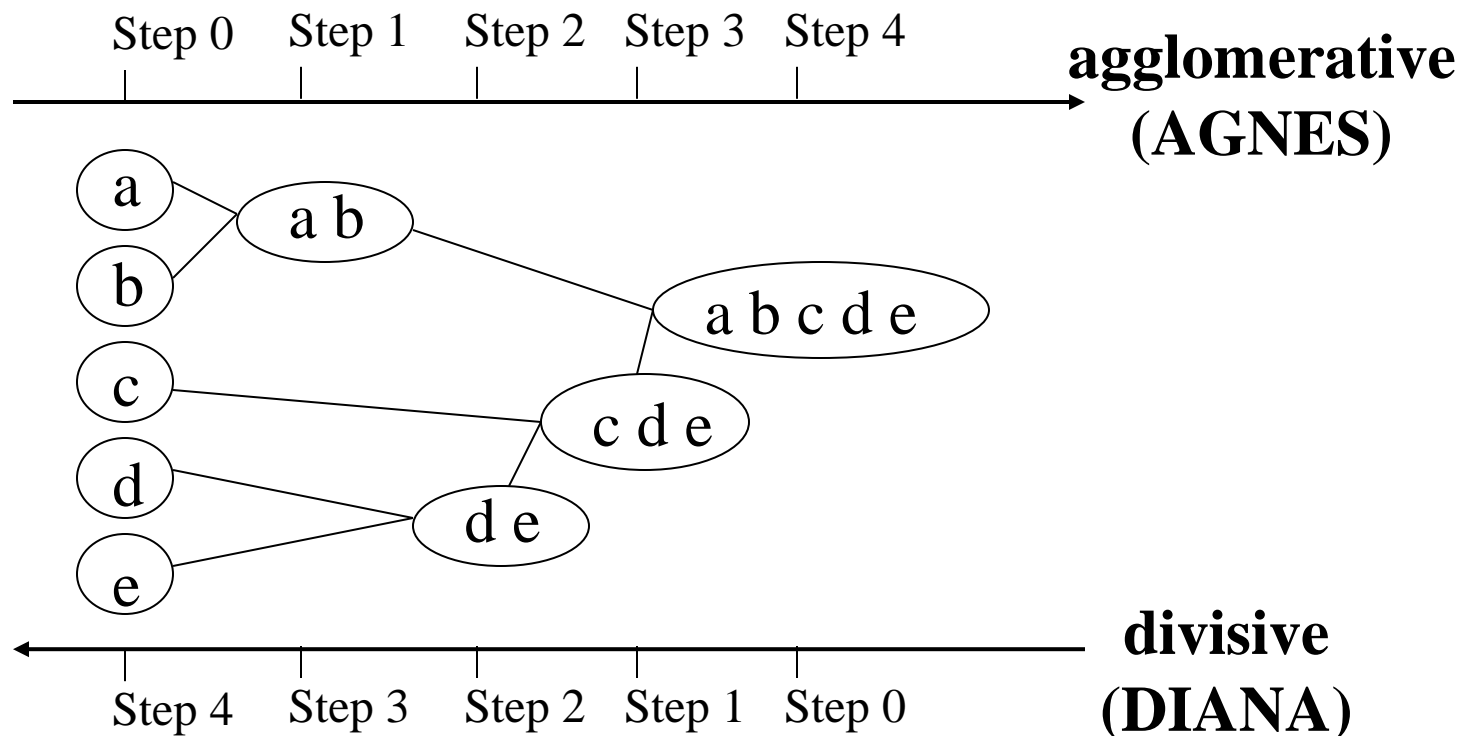 Step 0 Step 1 Step 2 Step 3 Step 4
agglomerative
(AGNES)
a
a b
b
a b c d e
c
c d e
d
d e
e
divisive
(DIANA)
Step 4 Step 3 Step 2 Step 1 Step 0